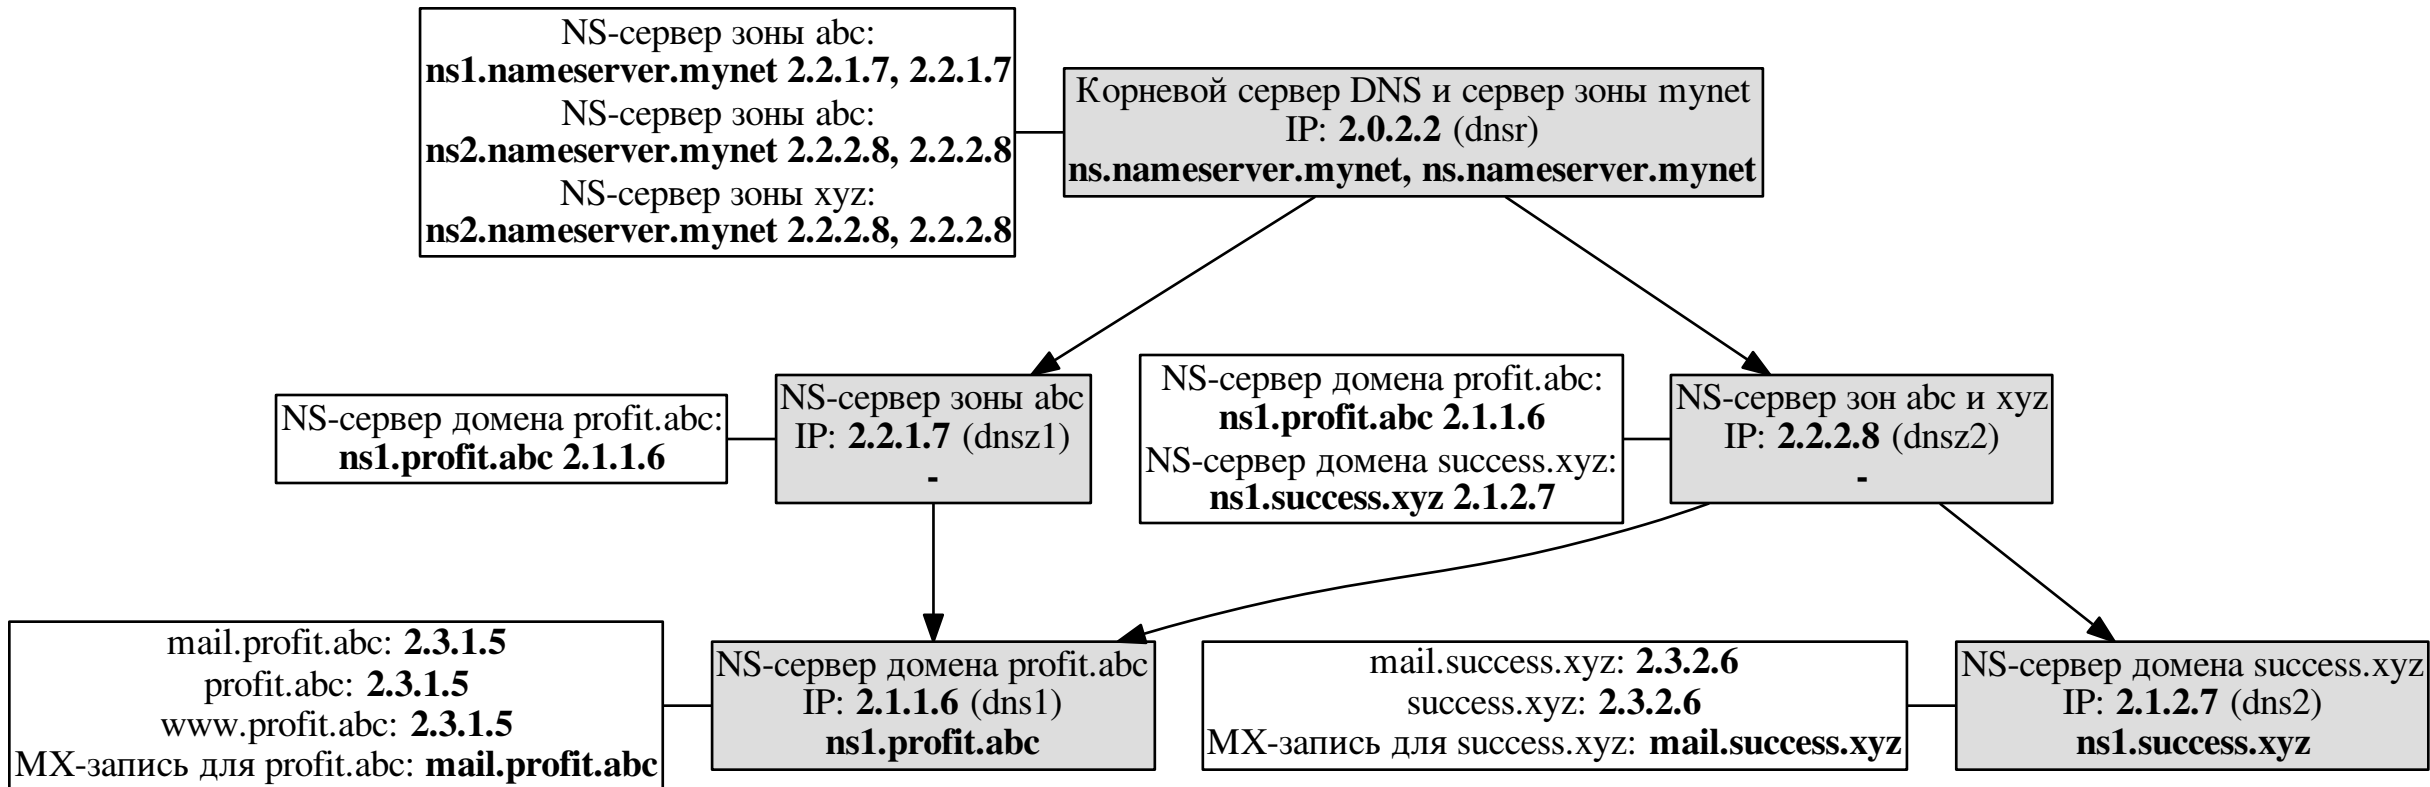 NS-сервер зоны abc:
ns1.nameserver.mynet 2.2.1.7, 2.2.1.7
NS-сервер зоны abc:
ns2.nameserver.mynet 2.2.2.8, 2.2.2.8
NS-сервер зоны xyz:
ns2.nameserver.mynet 2.2.2.8, 2.2.2.8
Корневой сервер DNS и сервер зоны mynet
IP: 2.0.2.2 (dnsr)
ns.nameserver.mynet, ns.nameserver.mynet
NS-сервер домена profit.abc:
ns1.profit.abc 2.1.1.6
NS-сервер зоны abc
IP: 2.2.1.7 (dnsz1)
-
NS-сервер домена profit.abc:
ns1.profit.abc 2.1.1.6
NS-сервер домена success.xyz:
ns1.success.xyz 2.1.2.7
NS-сервер зон abc и xyz
IP: 2.2.2.8 (dnsz2)
-
mail.profit.abc: 2.3.1.5
profit.abc: 2.3.1.5
www.profit.abc: 2.3.1.5
MX-запись для profit.abc: mail.profit.abc
NS-сервер домена profit.abc
IP: 2.1.1.6 (dns1)
ns1.profit.abc
mail.success.xyz: 2.3.2.6
success.xyz: 2.3.2.6
MX-запись для success.xyz: mail.success.xyz
NS-сервер домена success.xyz
IP: 2.1.2.7 (dns2)
ns1.success.xyz